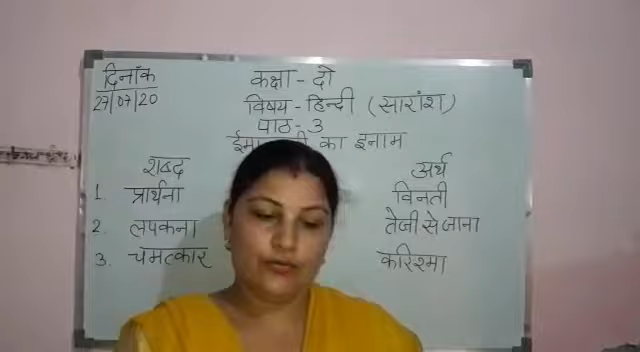 दिनाँक
27/07/20
कक्षा - दो
विषय - हिन्दी (सारांश)
पाठ - 3
का इनाम
शब्द अर्थ
1. प्रार्थना विनती
2. लपकना तेजी से जाना
3. चमत्कार करिश्मा